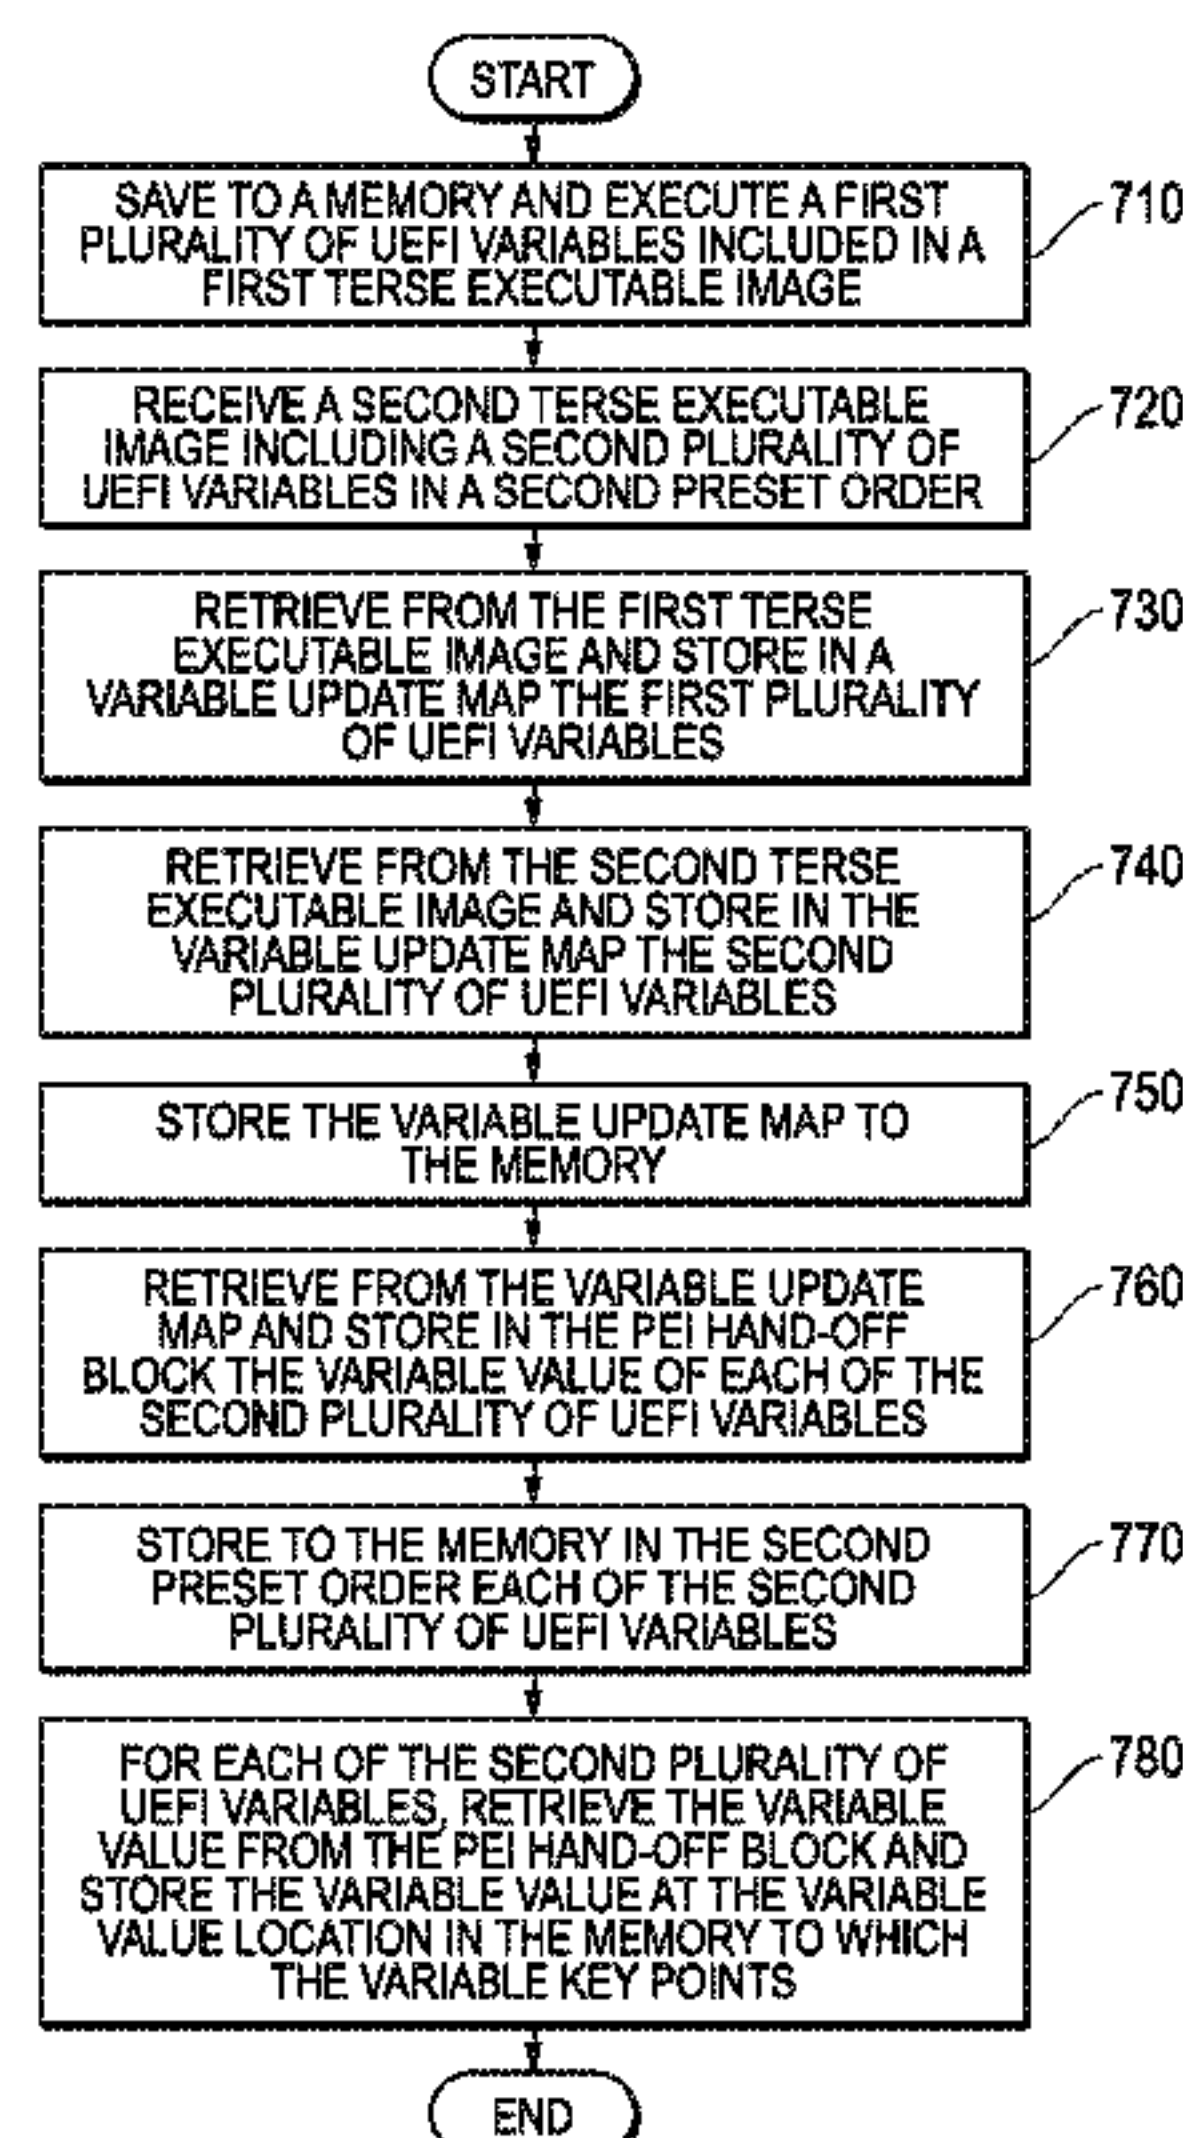 START
SAVE TO A MEMORY AND EXECUTE A FIRST
PLURALITY OF UEFI VARIABLES INCLUDED IN A
FIRST TERSE EXECUTABLE IMAGE
710
RECEIVE A SECOND TERSE EXECUTABLE
IMAGE INCLUDING A SECOND PLURALITY OF
UEFI VARIABLES IN A SECOND PRESET ORDER
720
RETRIEVE FROM THE FIRST TERSE
EXECUTABLE IMAGE AND STORE IN A
VARIABLE UPDATE MAP THE FIRST PLURALITY
OF UEFI VARIABLES
730
RETRIEVE FROM THE SECOND TERSE
EXECUTABLE IMAGE AND STORE IN THE
VARIABLE UPDATE MAP THE SECOND
PLURALITY OF UEFI VARIABLES
740
STORE THE VARIABLE UPDATE MAP TO
THE MEMORY
750
RETRIEVE FROM THE VARIABLE UPDATE
MAP AND STORE IN THE PEI HAND-OFF
BLOCK THE VARIABLE VALUE OF EACH OF THE
SECOND PLURALITY OF UEFI VARIABLES
760
STORE TO THE MEMORY IN THE SECOND
PRESET ORDER EACH OF THE SECOND
PLURALITY OF UEFI VARIABLES
770
FOR EACH OF THE SECOND PLURALITY OF
UEFI VARIABLES, RETRIEVE THE VARIABLE
VALUE FROM THE PEI HAND-OFF BLOCK AND
STORE THE VARIABLE VALUE AT THE VARIABLE
VALUE LOCATION IN THE MEMORY TO WHICH
THE VARIABLE KEY POINTS
780
END